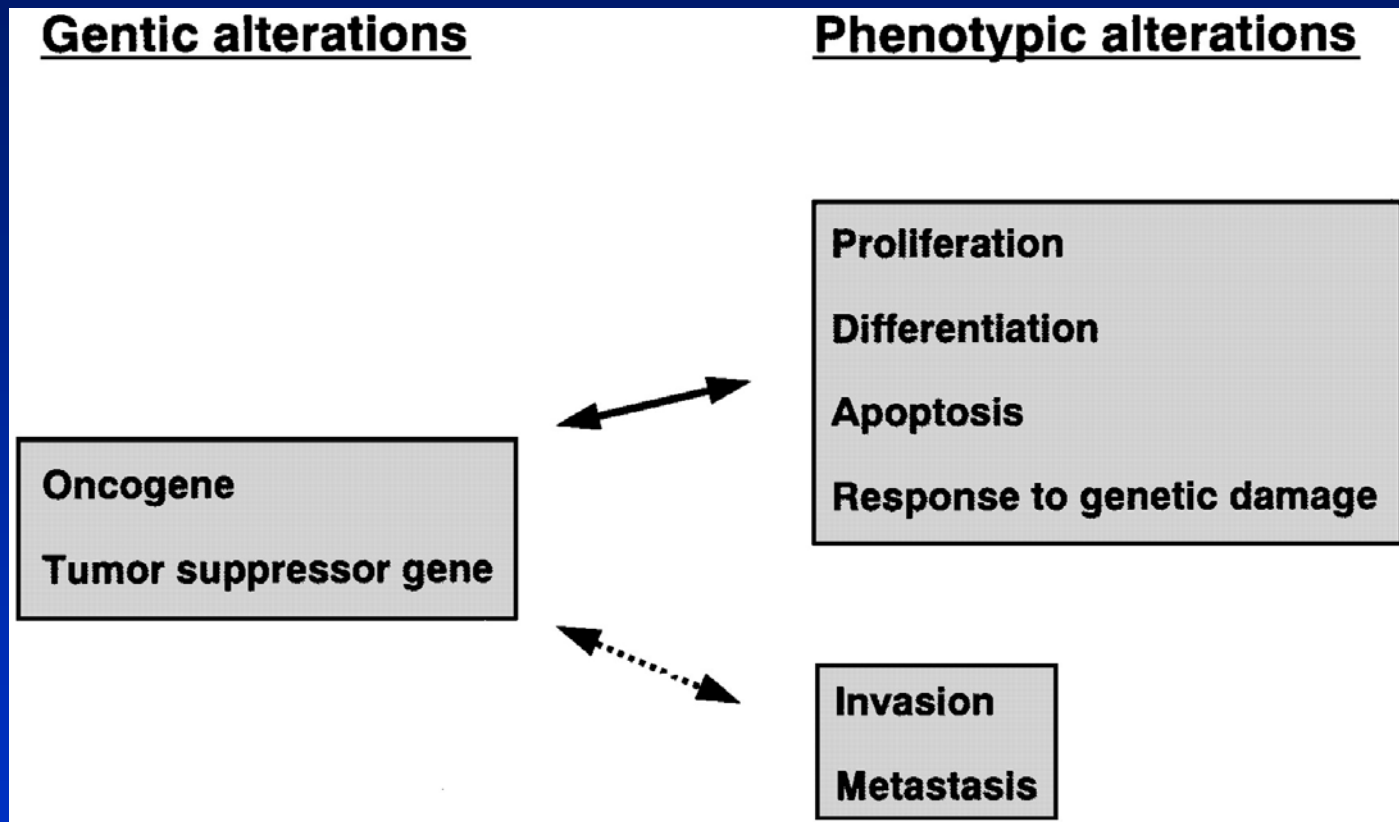 Gentic alterations
Phenotypic alterations
Oncogene
Tumor suppressor gene
Proliferation
Differentiation
Apoptosis
Response to genetic damage
Invasion
Metastasis